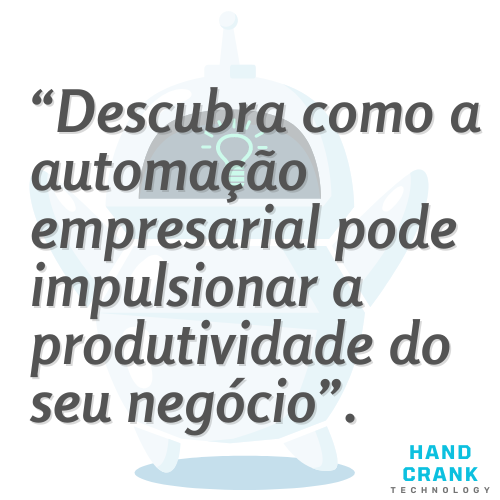 “Descubra como a
automação
empresarial pode
impulsionar a
produtividade do
seu negócio”.
HAND
CRANK
TECHNOLOGY